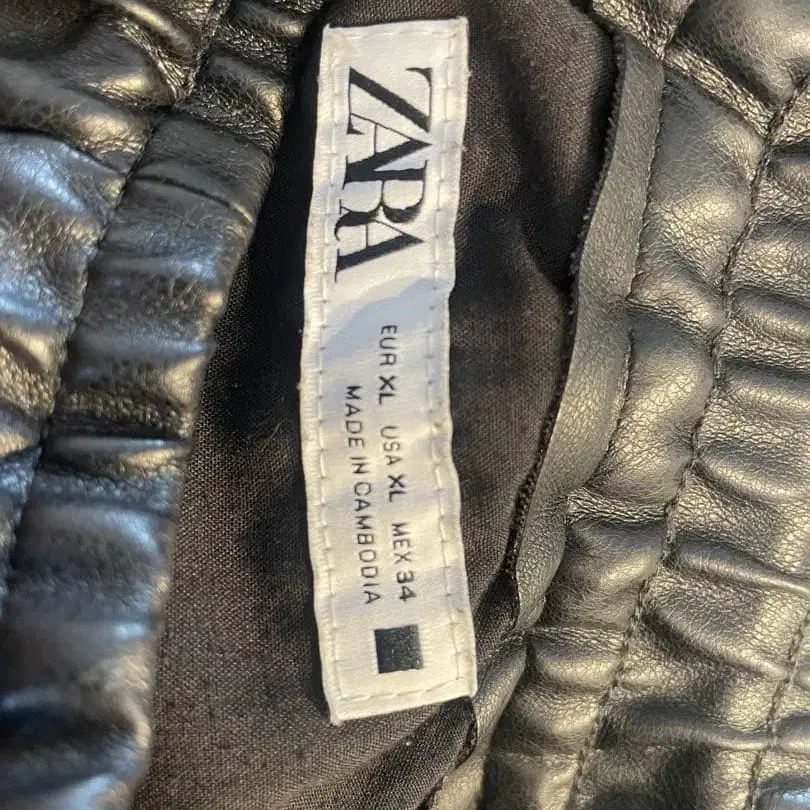 ZARA
EUR XL USA XL MEX 34
MADE IN CAMBODIA